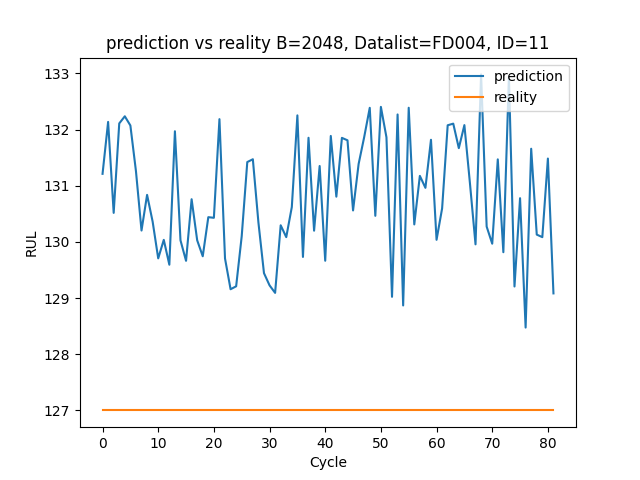 prediction vs reality B=2048, Datalist=FD004, ID=11
prediction
reality
133
132
131
130
129
128
127
RUL
0 10 20 30 40 50 60 70 80
Cycle